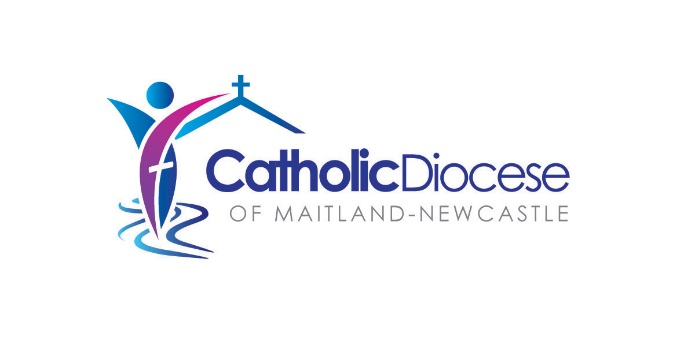 CatholicDiocese
OF MAITLAND-NEWCASTLE